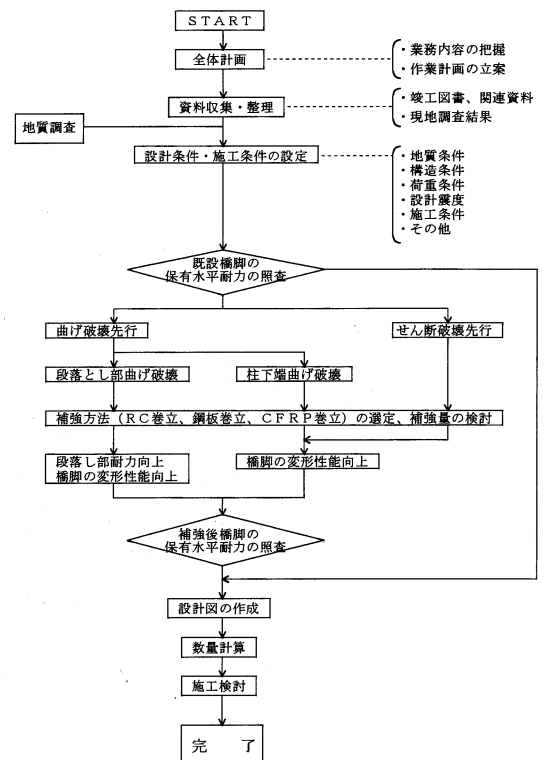 ＳＴＡＲＴ
全体計画
・業務内容の把握
・作業計画の立案
資料収集・整理
・竣工図書、関連資料
・現地調査結果
地質調査
設計条件・施工条件の設定
・地質条件
・構造条件
・荷重条件
・設計震度
・施工条件
・その他
既設橋脚の
保有水平耐力の照査
曲げ破壊先行
せん断破壊先行
段落とし部曲げ破壊
柱下端曲げ破壊
補強方法（ＲＣ巻立、鋼板巻立、ＣＦＲＰ巻立）の選定、補強量の検討
段落し部耐力向上
橋脚の変形性能向上
橋脚の変形性能向上
補強後橋脚の
保有水平耐力の照査
設計図の作成
数量計算
施工検討
完　了